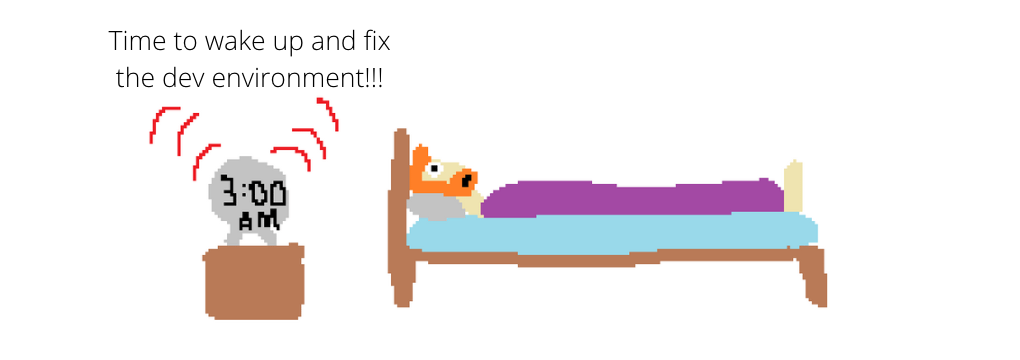 Time to wake up and fix
the dev environment!!!
3:00
AM